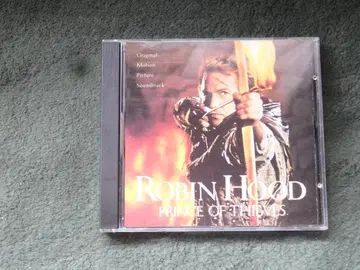 Original
Motion
Picture
Soundtrack
ROBIN HOOD
PRINCE OF THIEVES